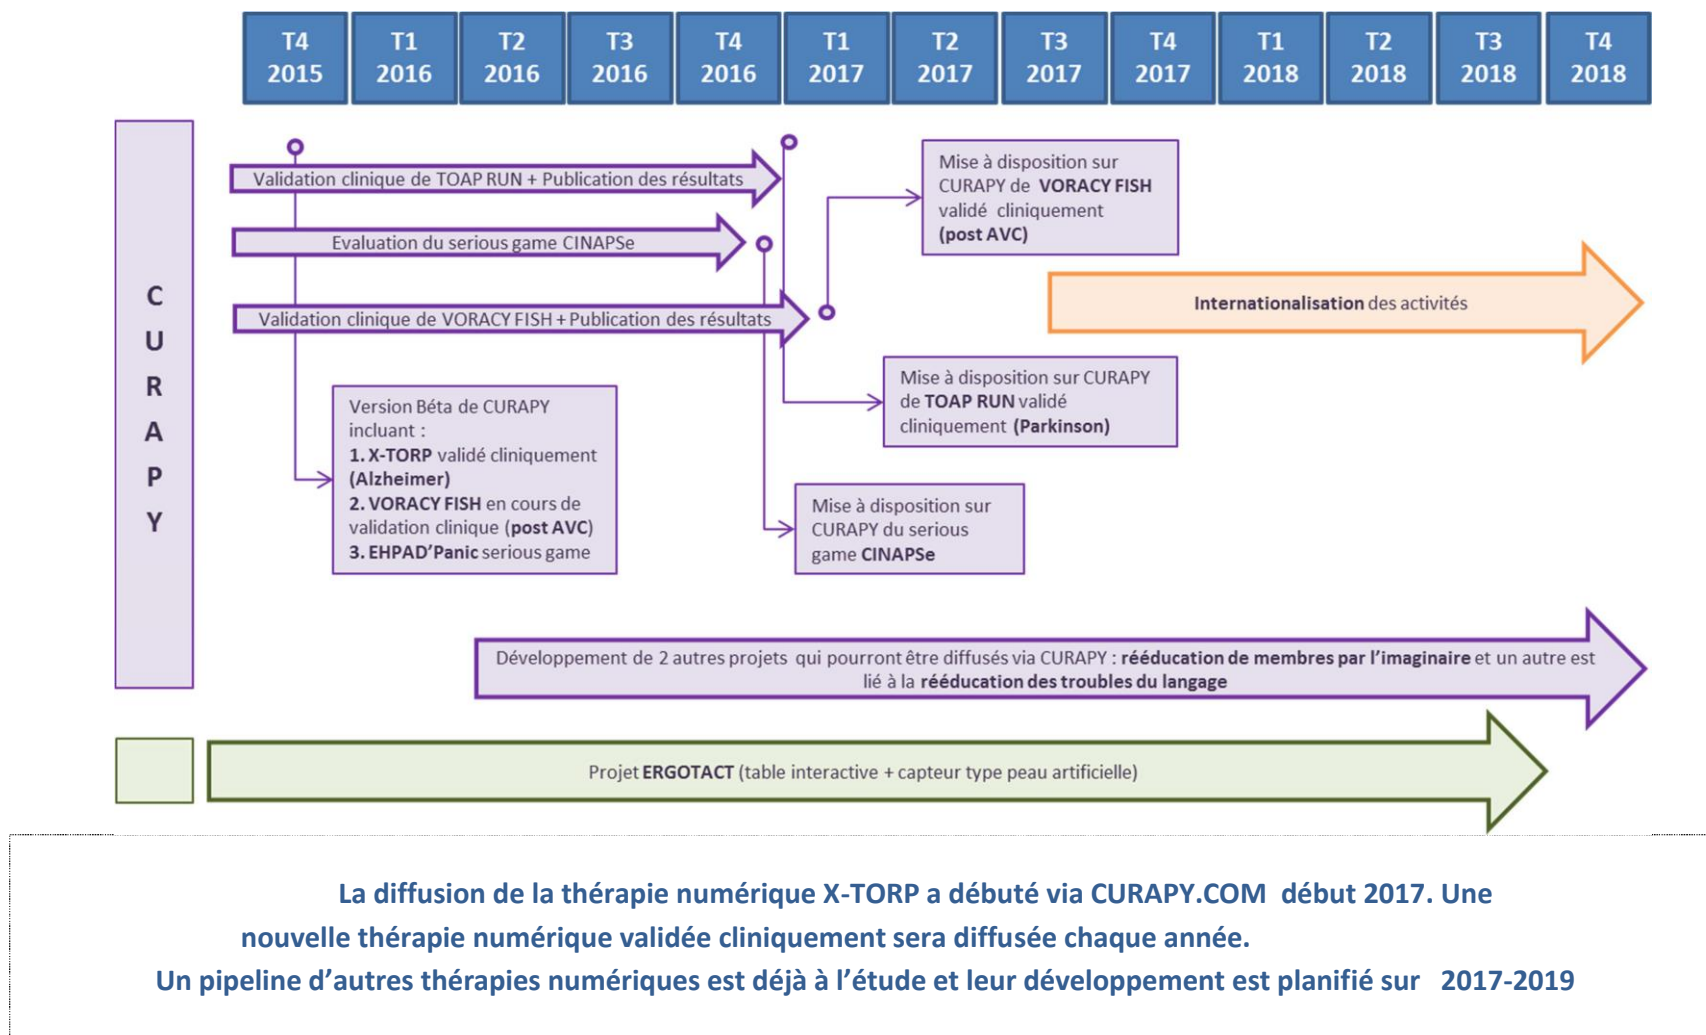 T4 2015
T1 2016
T2 2016
T3 2016
T4 2016
T1 2017
T2 2017
T3 2017
T4 2017
T1 2018
T2 2018
T3 2018
T4 2018
CURAPY
Validation clinique de TOAP RUN + Publication des résultats
Evaluation du serious game CINAPSe
Validation clinique de VORACY FISH + Publication des résultats
Mise à disposition sur
CURAPY de VORACY FISH
validé cliniquement
(post AVC)
Internationalisation des activités
Mise à disposition sur CURAPY
de TOAP RUN validé
cliniquement (Parkinson)
Version Béta de CURAPY
incluant :
1. X-TORP validé cliniquement
(Alzheimer)
2. VORACY FISH en cours de
validation clinique (post AVC)
3. EHPAD’Panic serious game
Mise à disposition sur
CURAPY du serious
game CINAPSe
Développement de 2 autres projets qui pourront être diffusés via CURAPY : rééducation de membres par l’imaginaire et un autre est
lié à la rééducation des troubles du langage
Projet ERGOTACT (table interactive + capteur type peau artificielle)
La diffusion de la thérapie numérique X-TORP a débuté via CURAPY.COM début 2017. Une
nouvelle thérapie numérique validée cliniquement sera diffusée chaque année.
Un pipeline d’autres thérapies numériques est déjà à l’étude et leur développement est planifié sur 2017-2019